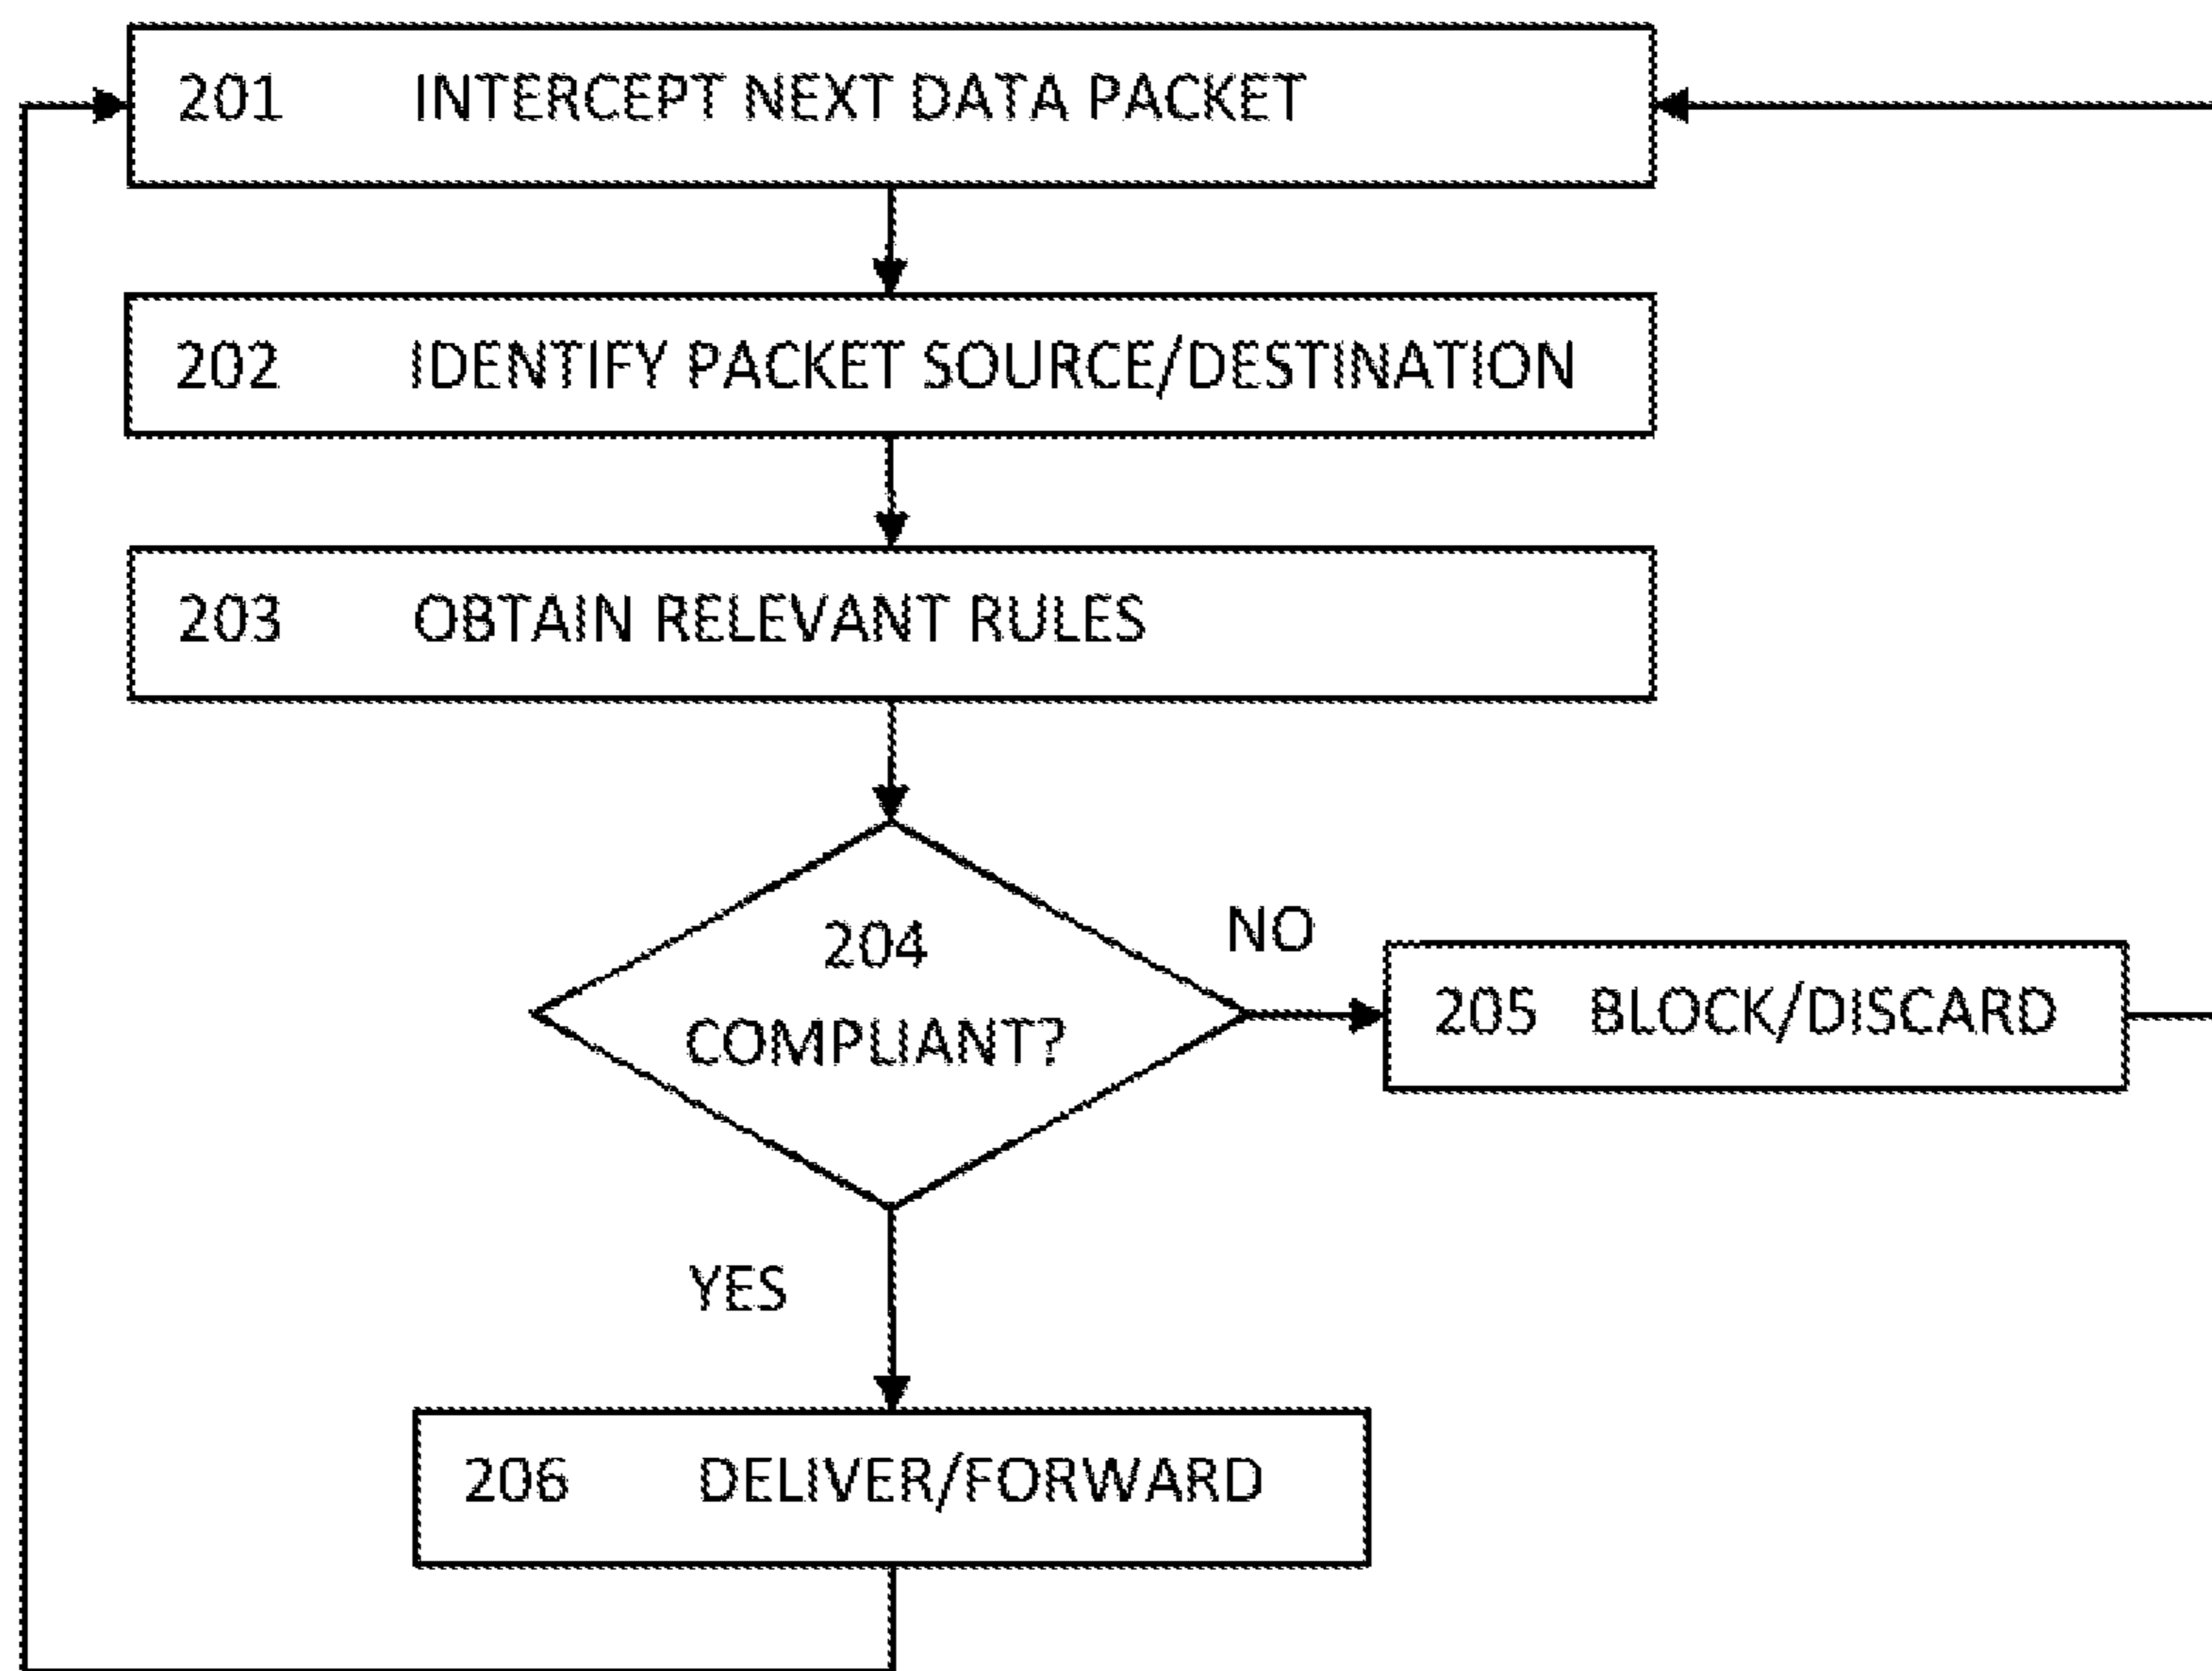 201 INTERCEPT NEXT DATA PACKET
202 IDENTIFY PACKET SOURCE/DESTINATION
203 OBTAIN RELEVANT RULES
204
COMPLIANT?
NO
205 BLOCK/DISCARD
YES
206 DELIVER/FORWARD